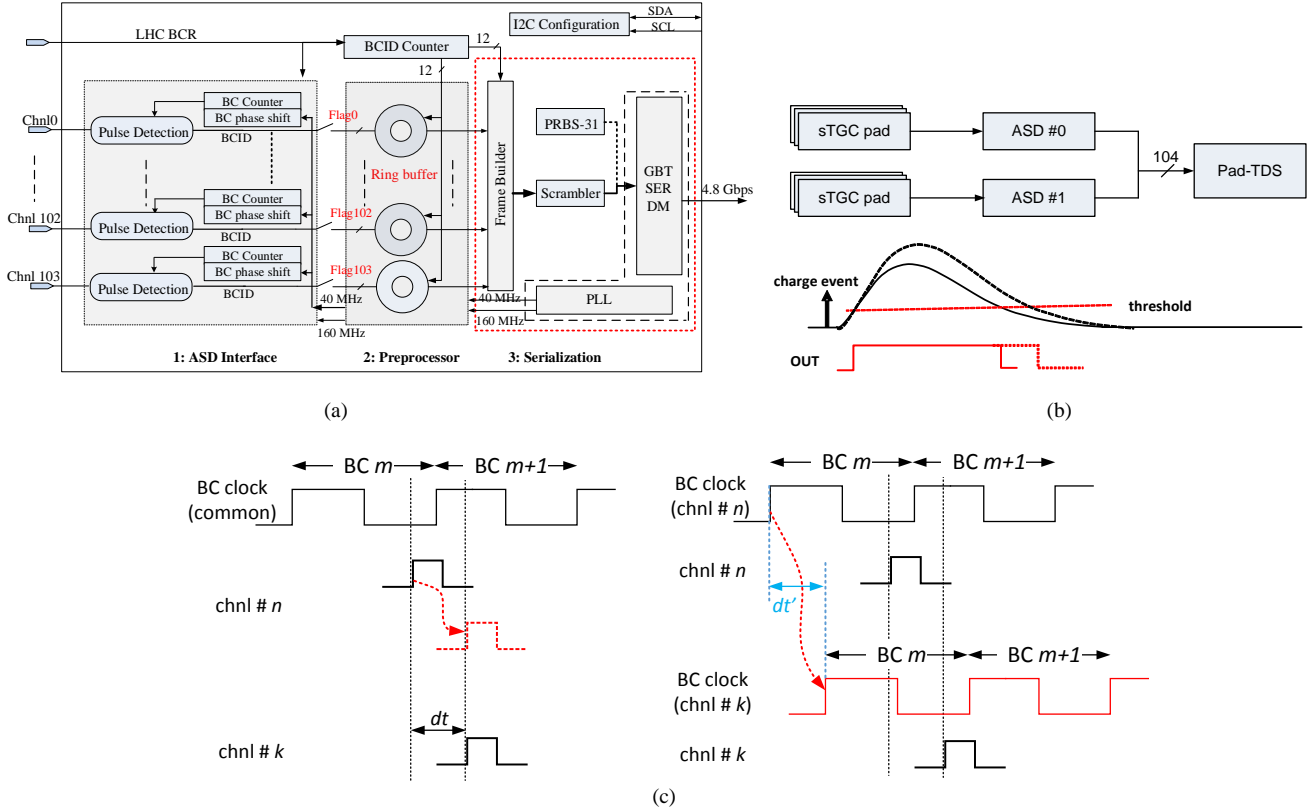 LHC BCR
I2C Configuration
SDA
SCL
BCID Counter
12
12
Chnl0
Pulse Detection
BC Counter
BC phase shift
BCID
Flag0
Ring buffer
Chnl 102
Pulse Detection
BC Counter
BC phase shift
BCID
Flag102
Chnl 103
Pulse Detection
BC Counter
BC phase shift
BCID
Flag103
40 MHz
160 MHz
Frame Builder
PRBS-31
Scrambler
GBT
SER
DM
4.8 Gbps
PLL
40 MHz
160 MHz
1: ASD Interface
2: Preprocessor
3: Serialization
(a)
sTGC pad
ASD #0
sTGC pad
ASD #1
104
Pad-TDS
charge event
threshold
OUT
(b)
BC m
BC m+1
BC clock
(common)
chnl # n
dt
chnl # k
BC m
BC m+1
BC clock
(chnl # n)
chnl # n
dt’
BC m
BC m+1
BC clock
(chnl # k)
chnl # k
(c)